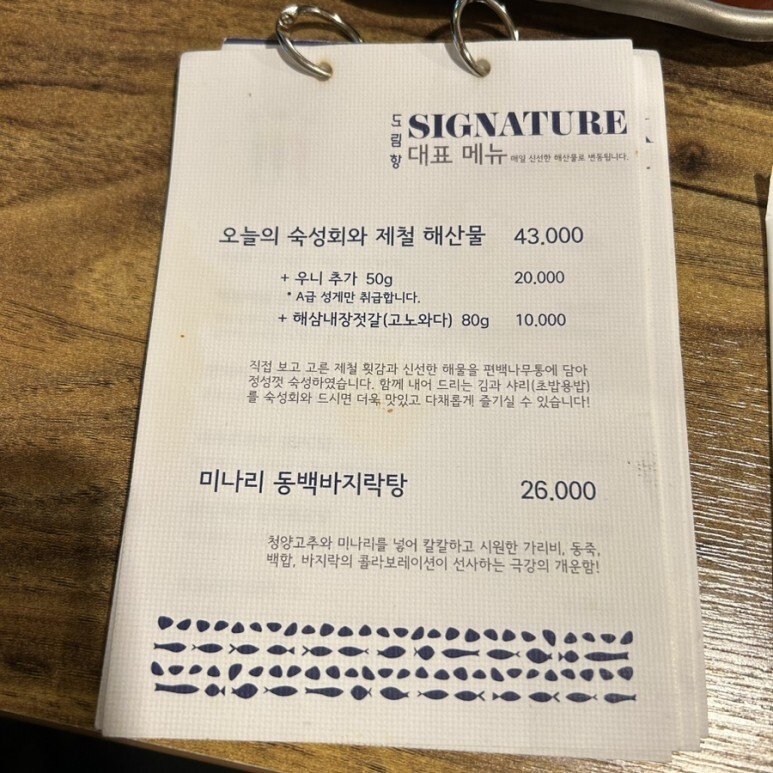 도림항
SIGNATURE
대표 메뉴 매일 신선한 해산물로 변동됩니다.
오늘의 숙성회와 제철 해산물 43,000
+ 우니 추가 50g 20,000
* A급 성게만 취급합니다.
+ 해삼내장젓갈(고노와다) 80g 10,000
직접 보고 고른 제철 횟감과 신선한 해물을 편백나무통에 담아
정성껏 숙성하였습니다. 함께 내어 드리는 김과 샤리(초밥용밥)
를 숙성회와 드시면 더욱 맛있고 다채롭게 즐기실 수 있습니다!
미나리 동백바지락탕 26,000
청양고추와 미나리를 넣어 칼칼하고 시원한 가리비, 동죽,
백합, 바지락의 콜라보레이션이 선사하는 극강의 개운함!